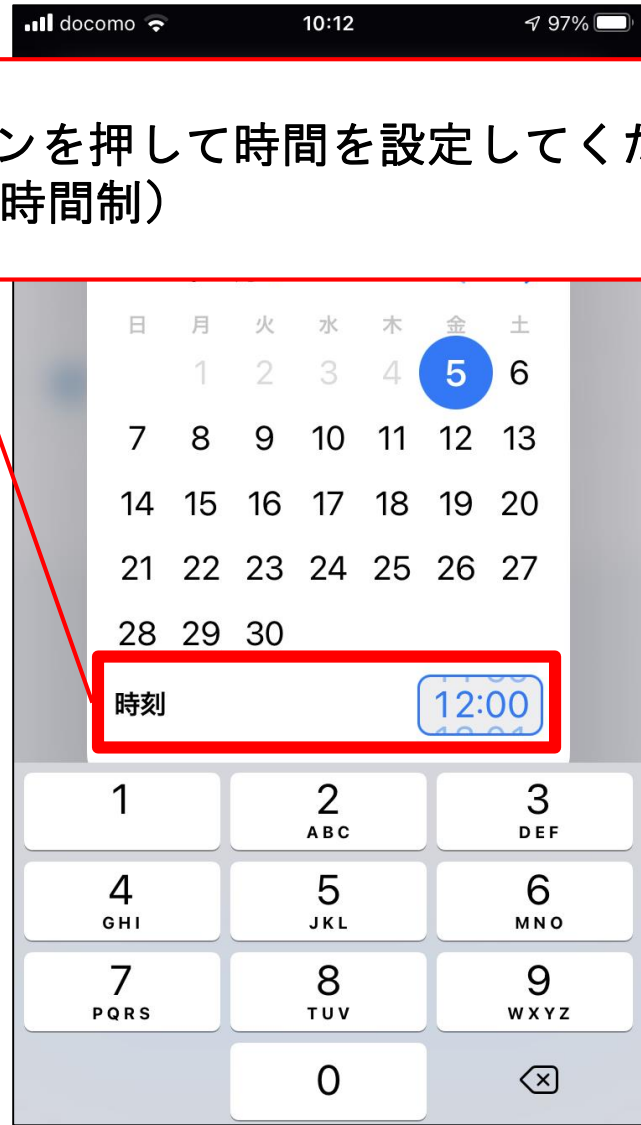 docomo 10:12 97%
ンを押して時間を設定してくだ
時間制）
日 月 火 水 木 金 土
1 2 3 4 5 6
7 8 9 10 11 12 13
14 15 16 17 18 19 20
21 22 23 24 25 26 27
28 29 30
時刻 12:00
1 2 3
ABC DEF
4 5 6
GHI JKL MNO
7 8 9
PQRS TUV WXYZ
0